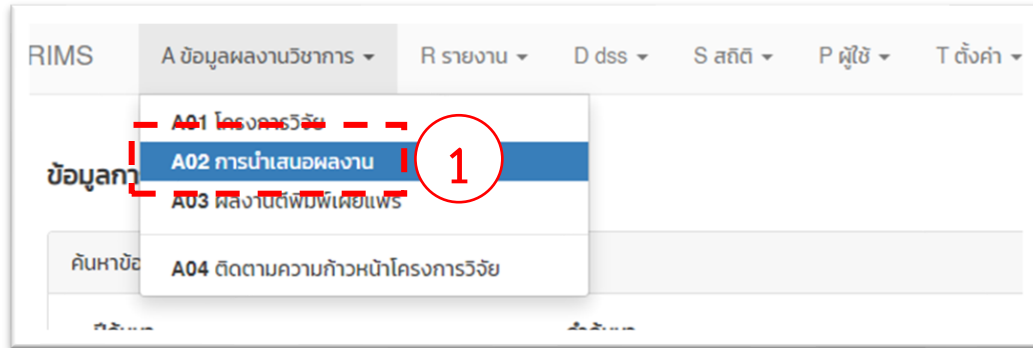 RIMS A ข้อมูลผลงานวิชาการ R รายงาน D dss S สถิติ P ผู้ใช้ T ตั้งค่า
A01 โครงการวิจัย
A02 การนำเสนอผลงาน 1
ข้อมูลกา
A03 ผลงานตีพิมพ์เผยแพร่
ค้นหาข้อ
A04 ติดตามความก้าวหน้าโครงการวิจัย